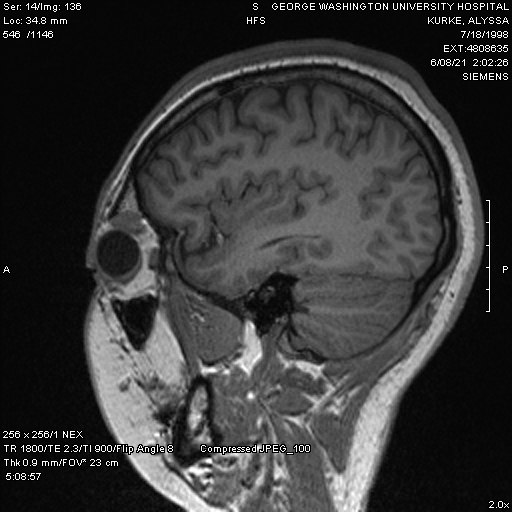 Ser: 14/Img: 136
Loc: 34.8 mm
546 /1146
S GEORGE WASHINGTON UNIVERSITY HOSPITAL
HFS KURKE, ALYSSA
7/18/1998
EXT:4808635
6/08/21 2:02:26
SIEMENS
A
P
256 x 256/1 NEX
TR 1800/TE 2.3/TI 900/Flip Angle 8 Compressed JPEG_100
Thk 0.9 mm/FOV* 23 cm
5:08:57
2.0x